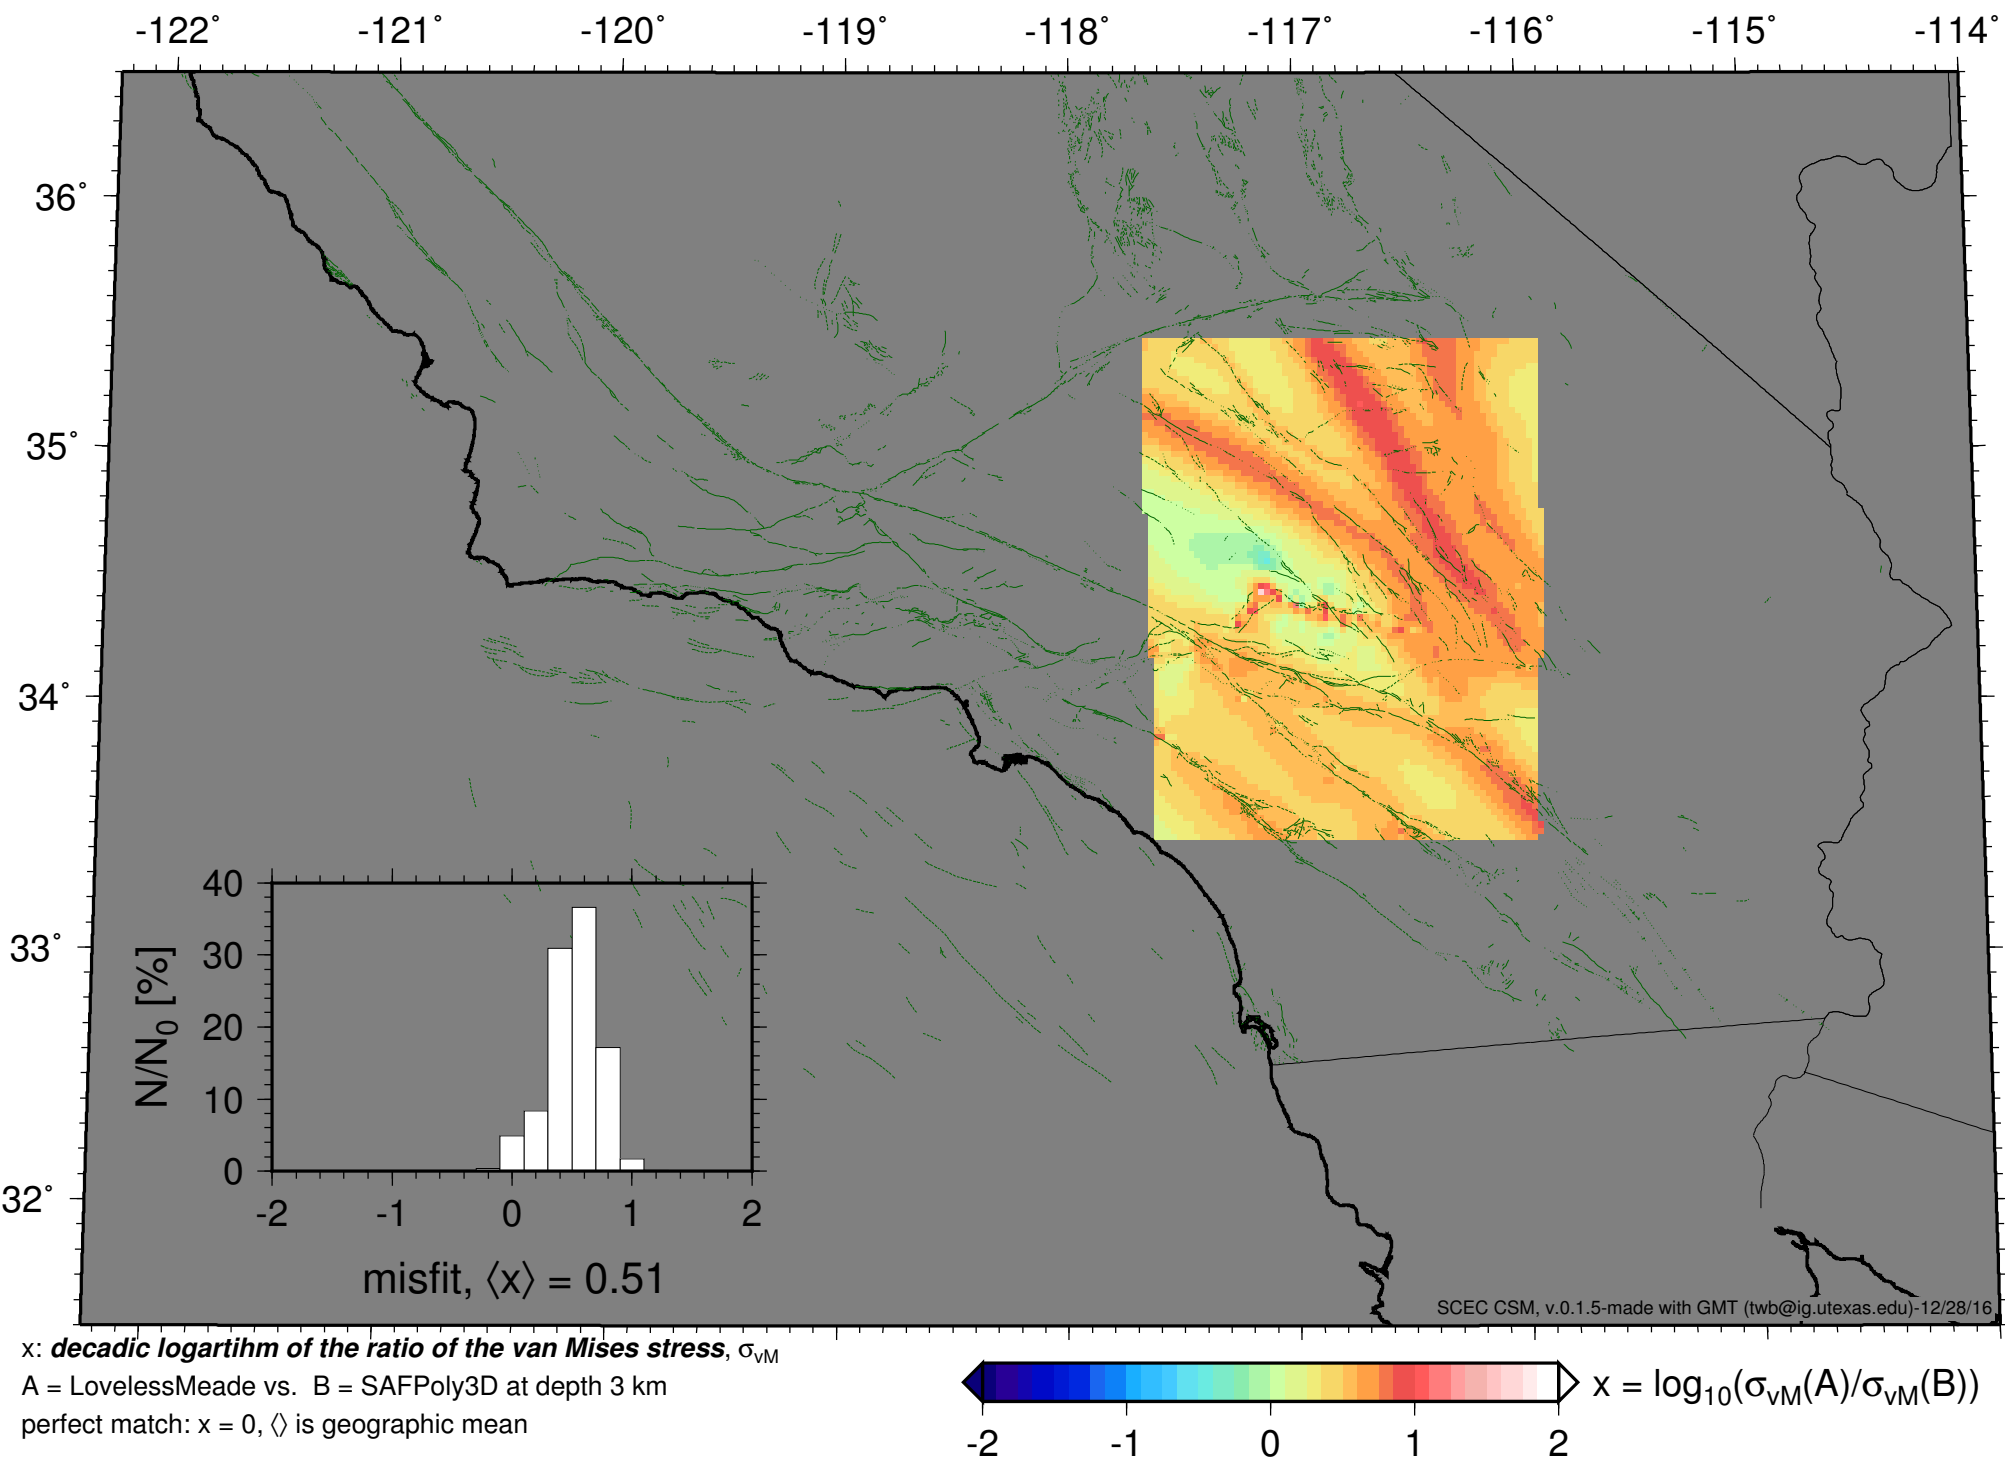 -122˚ -121˚ -120˚ -119˚ -118˚ -117˚ -116˚ -115˚ -114˚
36˚
35˚
34˚
33˚
32˚
40
30
20
10
0
N/N0 [%]
-2 -1 0 1 2
misfit, ⟨x⟩ = 0.51
SCEC CSM, v.0.1.5-made with GMT (twb@ig.utexas.edu)-12/28/16
x: decadic logartihm of the ratio of the van Mises stress, σvM
A = LovelessMeade vs. B = SAFPoly3D at depth 3 km
perfect match: x = 0, ⟨⟩ is geographic mean
x = log10(σvM(A)/σvM(B))
-2 -1 0 1 2